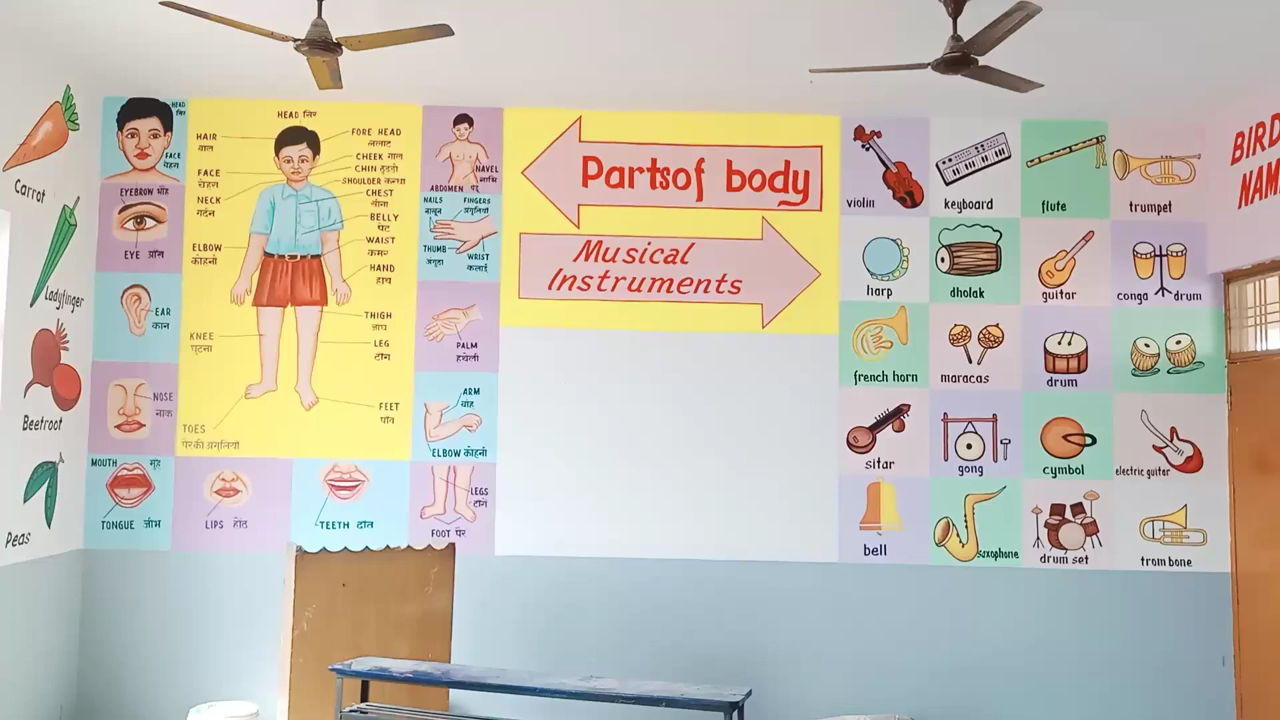 Carrot
Ladyfinger
Beetroot
Peas
HEAD
सिर
FACE
चेहरा
EYEBROW भौंह
EYE आँख
EAR
कान
NOSE
नाक
MOUTH मुँह
TONGUE जीभ
LIPS होंठ
TEETH दाँत
HEAD सिर
HAIR
बाल
FACE
चेहरा
NECK
गर्दन
ELBOW
कोहनी
KNEE
घुटना
TOES
पैर की अंगुलियाँ
FORE HEAD
ललाट
CHEEK गाल
CHIN ठुड्डी
SHOULDER कन्धा
CHEST
सीना
BELLY
पेट
WAIST
कमर
HAND
हाथ
THIGH
जांघ
LEG
टाँग
FEET
पाँव
NAVEL
नाभि
ABDOMEN पेडू
NAILS
नाखून
FINGERS
अंगुलियाँ
THUMB
अंगूठा
WRIST
कलाई
PALM
हथेली
ARM
बांह
ELBOW कोहनी
LEGS
टाँगें
FOOT पैर
Partsof body
Musical
Instruments
violin
keyboard
flute
trumpet
harp
dholak
guitar
conga drum
french horn
maracas
drum
sitar
gong
cymbol
electric guitar
bell
saxophone
drum set
trom bone
BIRD
NAM